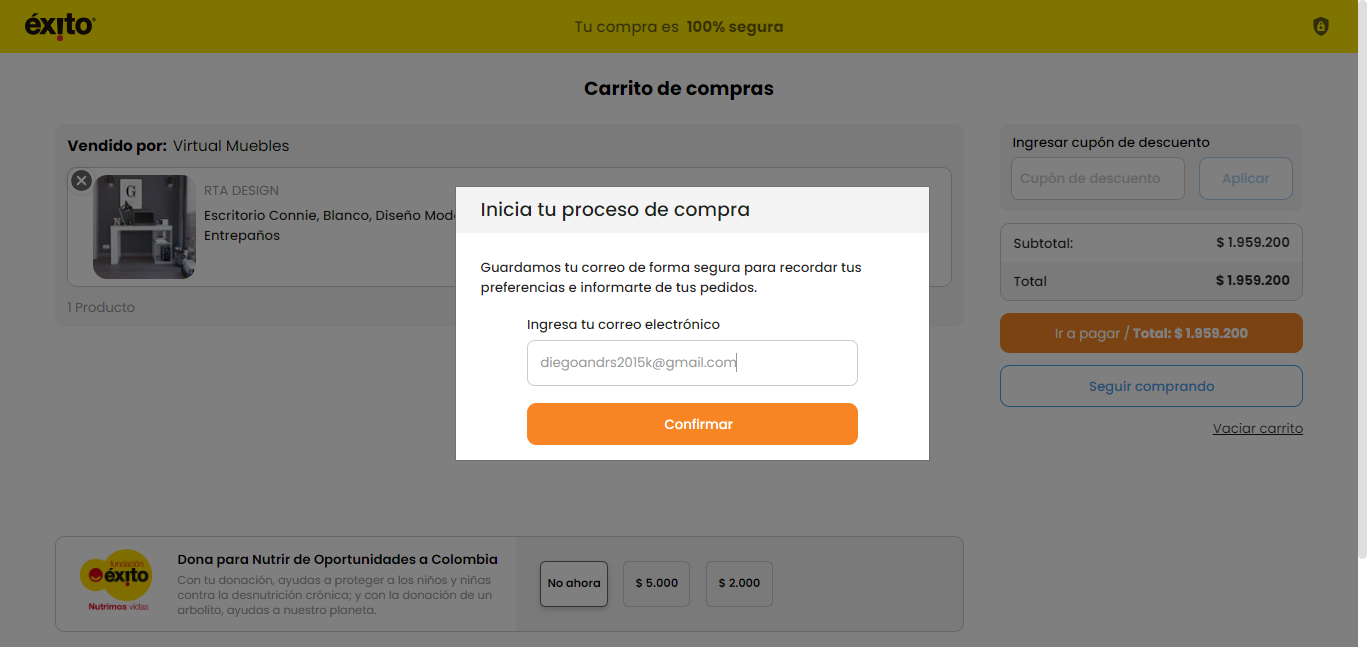 éxito
Tu compra es 100% segura
Carrito de compras
Vendido por: Virtual Muebles
RTA DESIGN
Escritorio Connie, Blanco, Diseño Mod
Entrepaños
G
1 Producto
Ingresar cupón de descuento
Cupón de descuento
Aplicar
Subtotal: $ 1.959.200
Total $ 1.959.200
Ir a pagar / Total: $ 1.959.200
Seguir comprando
Vaciar carrito
Inicia tu proceso de compra
Guardamos tu correo de forma segura para recordar tus
preferencias e informarte de tus pedidos.
Ingresa tu correo electrónico
diegoandrs2015k@gmail.com
Confirmar
fundación
éxito
Nutrimos vidas
Dona para Nutrir de Oportunidades a Colombia
Con tu donación, ayudas a proteger a los niños y niñas
contra la desnutrición crónica; y con la donación de un
arbolito, ayudas a nuestro planeta.
No ahora
$ 5.000
$ 2.000